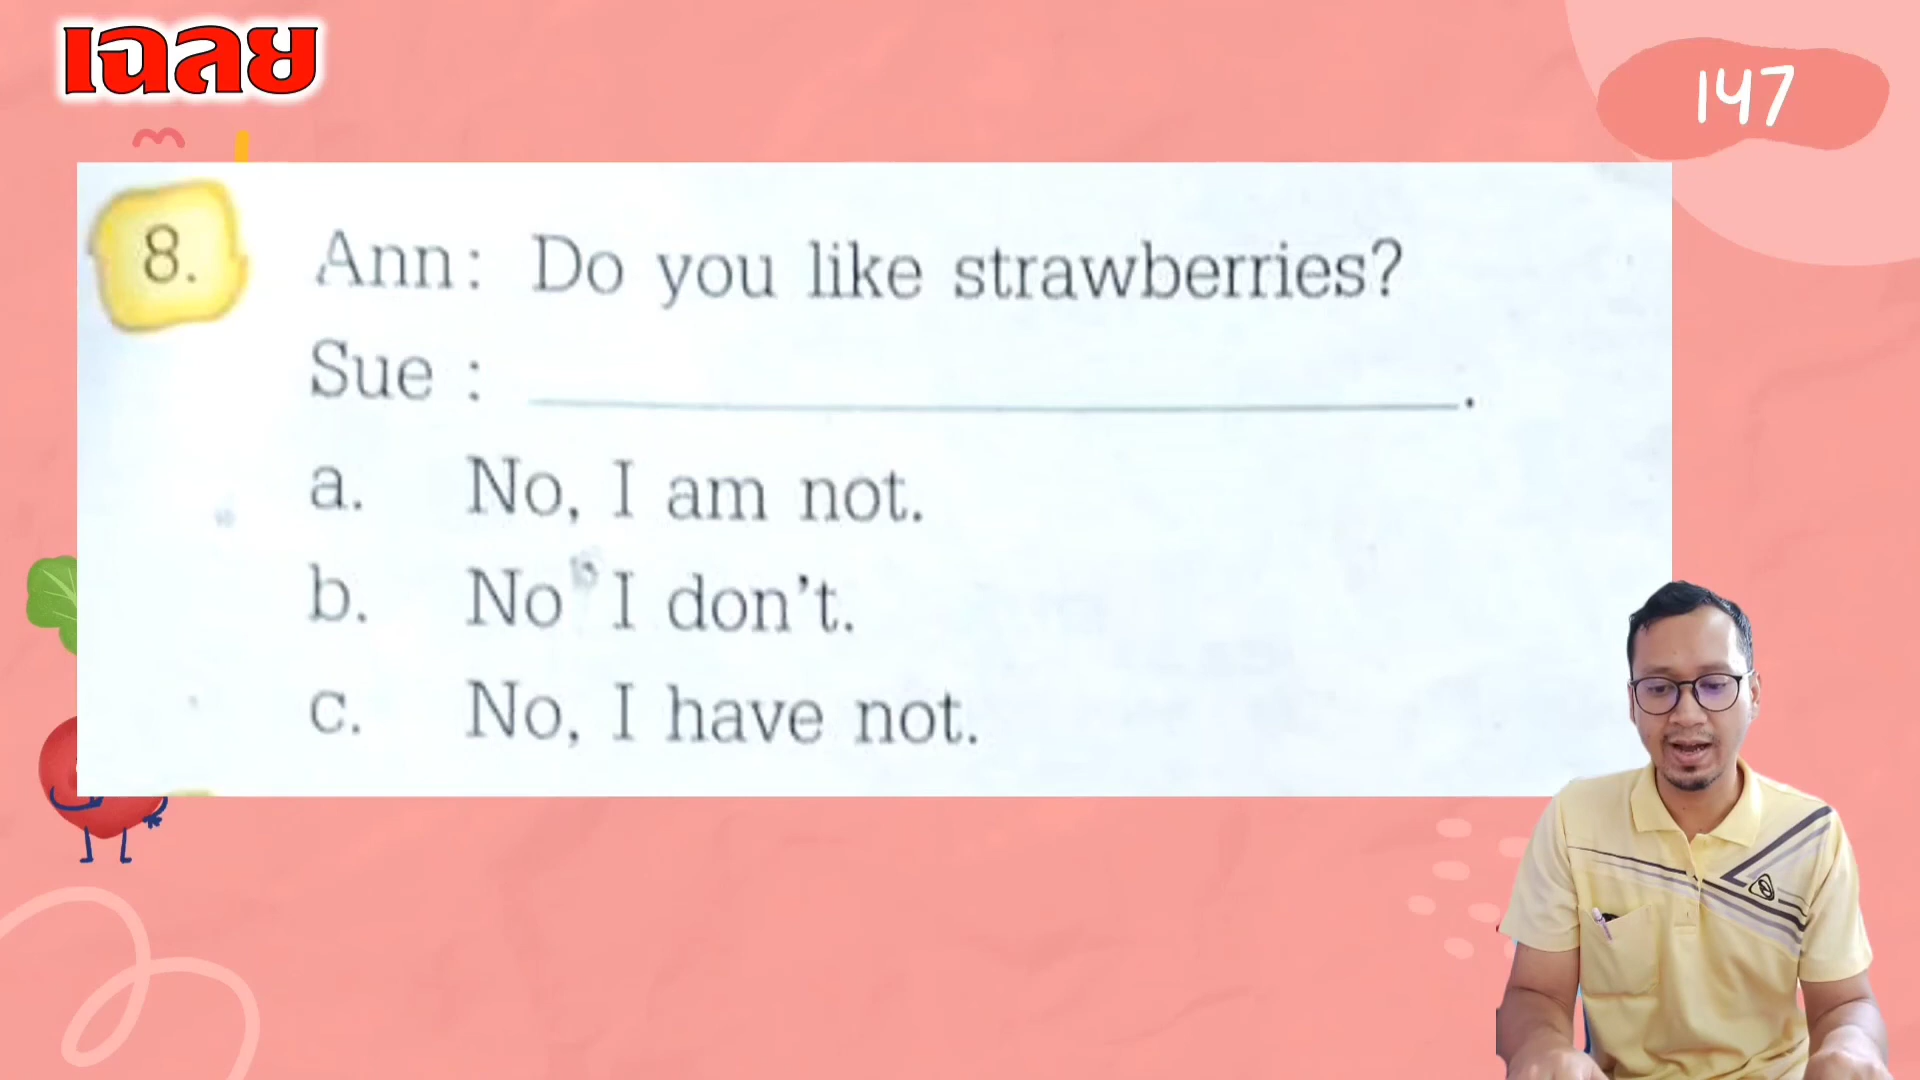 เฉลย
147
8. Ann: Do you like strawberries?
Sue : ______________________.
a. No, I am not.
b. No I don't.
c. No, I have not.